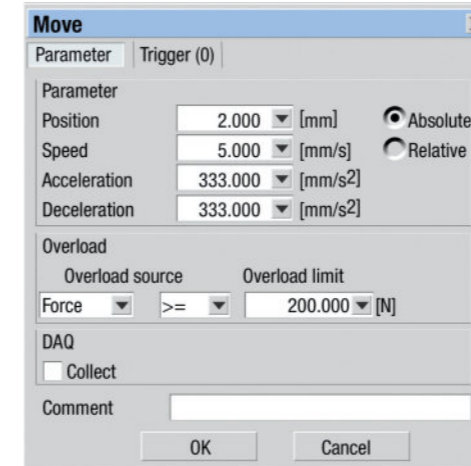 Move
Parameter Trigger (0)
Parameter
Position 2.000 [mm] Absolute
Speed 5.000 [mm/s] Relative
Acceleration 333.000 [mm/s2]
Deceleration 333.000 [mm/s2]
Overload
Overload source Overload limit
Force >= 200.000 [N]
DAQ
Collect
Comment
OK Cancel